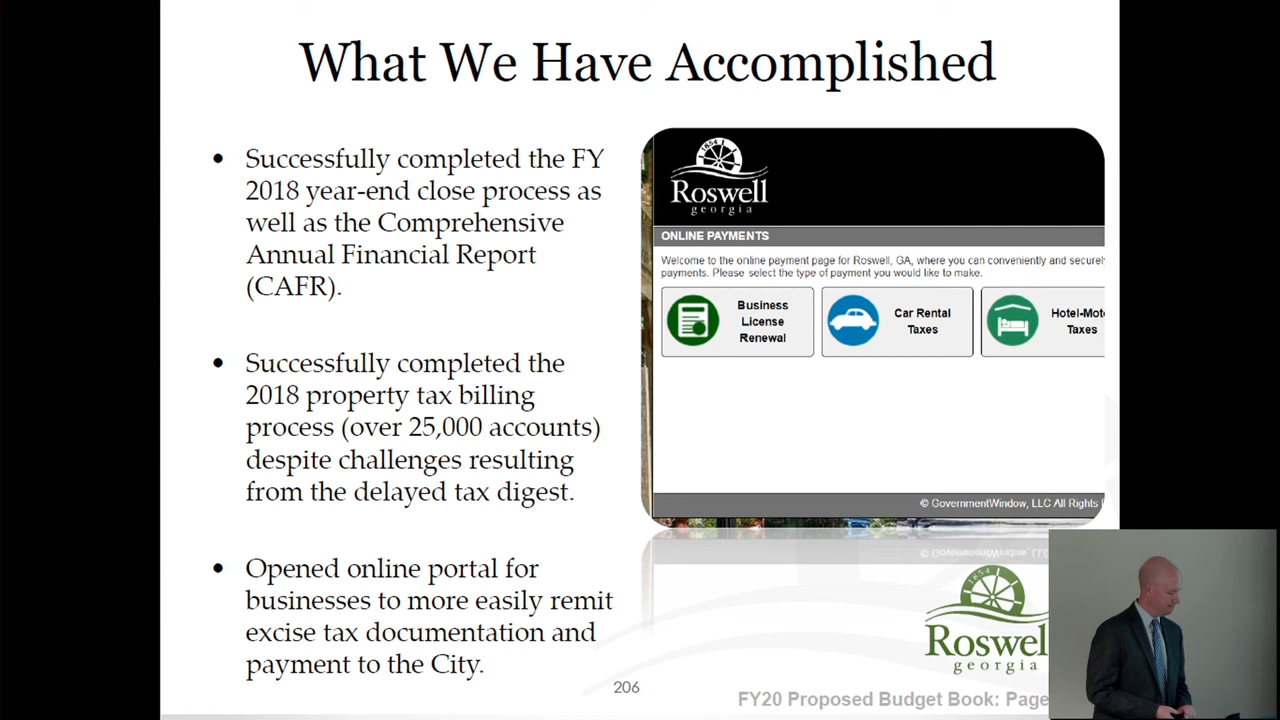 What We Have Accomplished
• Successfully completed the FY
2018 year-end close process as
well as the Comprehensive
Annual Financial Report
(CAFR).
• Successfully completed the
2018 property tax billing
process (over 25,000 accounts)
despite challenges resulting
from the delayed tax digest.
• Opened online portal for
businesses to more easily remit
excise tax documentation and
payment to the City.
1854
Roswell
georgia
ONLINE PAYMENTS
Welcome to the online payment page for Roswell, GA, where you can conveniently and secure
payments. Please select the type of payment you would like to make.
Business
License
Renewal
Car Rental
Taxes
Hotel-Mot
Taxes
© GovernmentWindow, LLC All Rights
1854
Roswell
georgia
206
FY20 Proposed Budget Book: Page